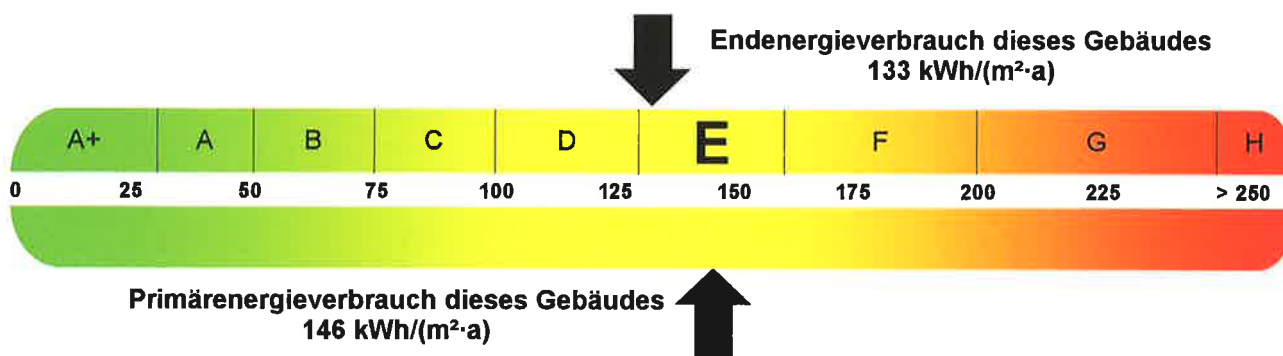 Endenergieverbrauch dieses Gebäudes
133 kWh/(m²·a)
A+ A B C D E F G H
0 25 50 75 100 125 150 175 200 225 > 250
Primärenergieverbrauch dieses Gebäudes
146 kWh/(m²·a)